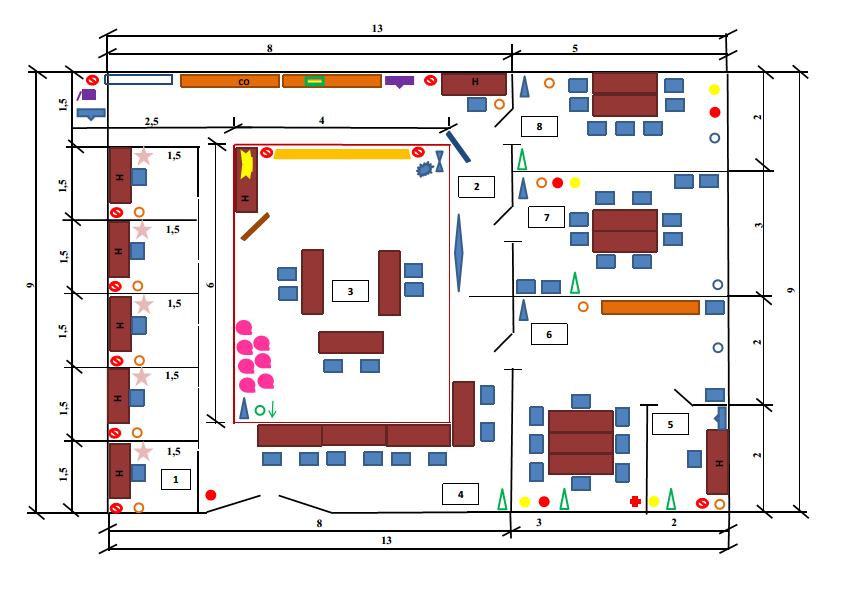 13
8 5
CO H
1,5 2
2,5 4 8
1,5 H 1,5 2
H 7
1,5 H 1,5 3
9 6 3 9
1,5 H 1,5 6 2
1,5 H 1,5
5
1,5 H 1,5 1 H 2
4
8 3 2
13